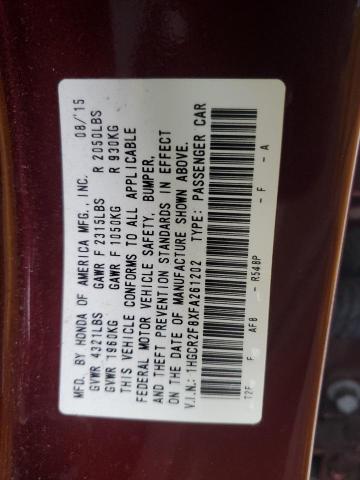 MFD. BY HONDA OF AMERICA MFG., INC. 08/'15
GVWR 4321LBS GAWR F 2315LBS R 2050LBS
GVWR 1960KG GAWR F 1050KG R 930KG
THIS VEHICLE CONFORMS TO ALL APPLICABLE
FEDERAL MOTOR VEHICLE SAFETY, BUMPER,
AND THEFT PREVENTION STANDARDS IN EFFECT
ON THE DATE OF MANUFACTURE SHOWN ABOVE.
V.I.N.: 1HGCR2F8XFA261202 TYPE: PASSENGER CAR
T2F F AF8 - R548P - F - A